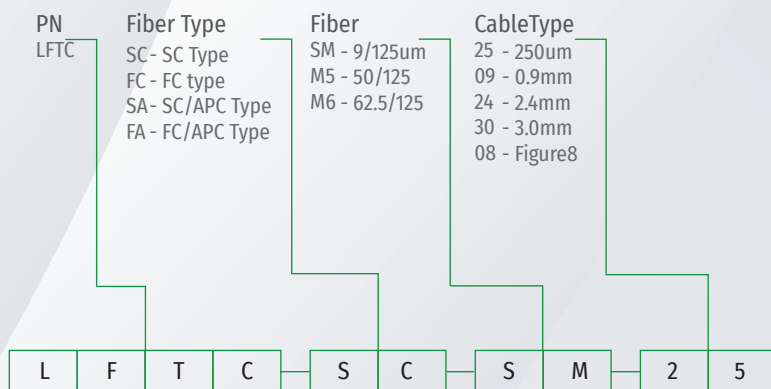 PN
LFTC
Fiber Type
SC - SC Type
FC - FC type
SA - SC/APC Type
FA - FC/APC Type
Fiber
SM - 9/125um
M5 - 50/125
M6 - 62.5/125
CableType
25 - 250um
09 - 0.9mm
24 - 2.4mm
30 - 3.0mm
08 - Figure8
L F T C S C S M 2 5